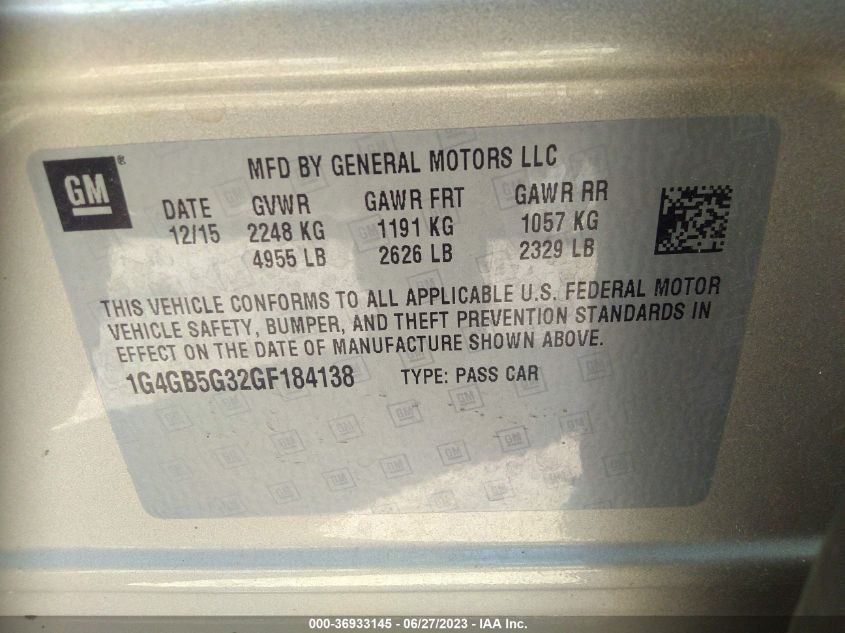 GM®
MFD BY GENERAL MOTORS LLC
DATE GVWR GAWR FRT GAWR RR
12/15 2248 KG 1191 KG 1057 KG
4955 LB 2626 LB 2329 LB
THIS VEHICLE CONFORMS TO ALL APPLICABLE U.S. FEDERAL MOTOR
VEHICLE SAFETY, BUMPER, AND THEFT PREVENTION STANDARDS IN
EFFECT ON THE DATE OF MANUFACTURE SHOWN ABOVE.
1G4GB5G32GF184138 TYPE: PASS CAR
000-36933145 - 06/27/2023 - IAA Inc.